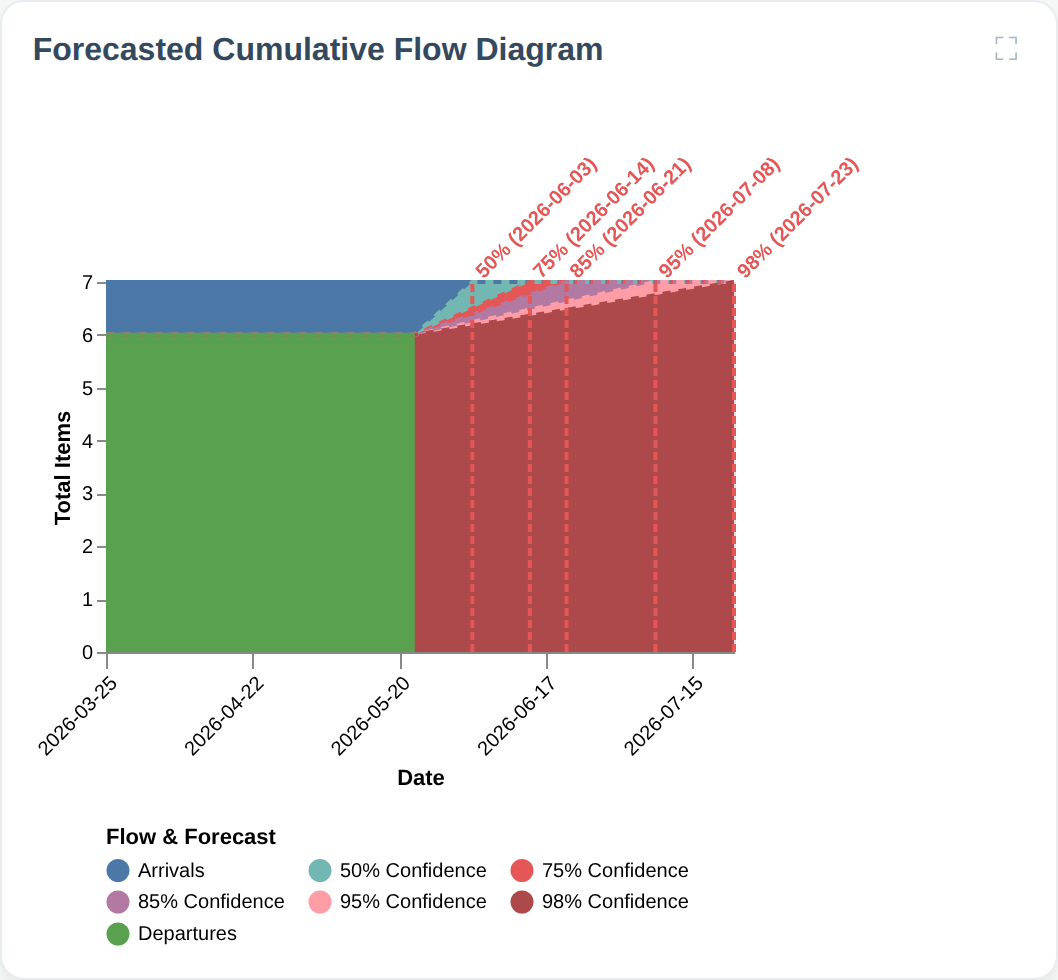 Forecasted Cumulative Flow Diagram
50% (2026-06-03)
75% (2026-06-14)
85% (2026-06-21)
95% (2026-07-08)
98% (2026-07-23)
7
6
5
4
3
2
1
0
Total Items
2026-03-25
2026-04-22
2026-05-20
2026-06-17
2026-07-15
Date
Flow & Forecast
Arrivals
50% Confidence
75% Confidence
85% Confidence
95% Confidence
98% Confidence
Departures